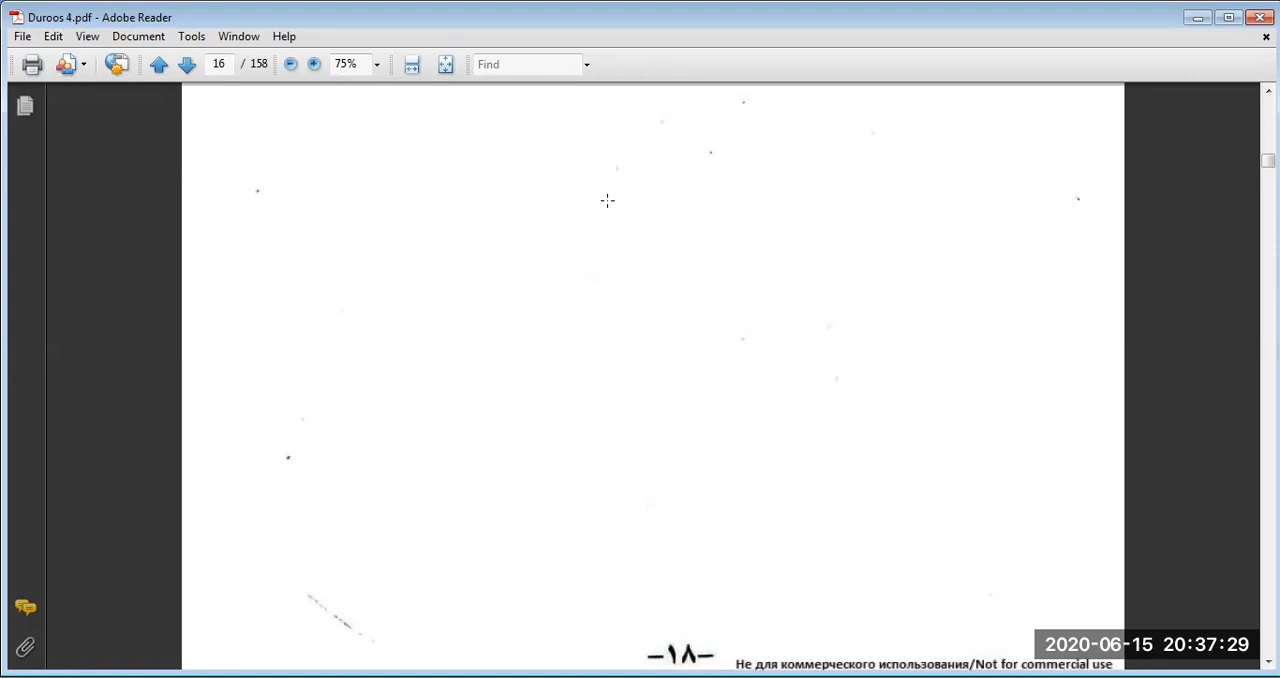 Duroos 4.pdf - Adobe Reader
File Edit View Document Tools Window Help
16 / 158 75% Find
-١٨-
Не для коммерческого использования/Not for commercial use
2020-06-15 20:37:29